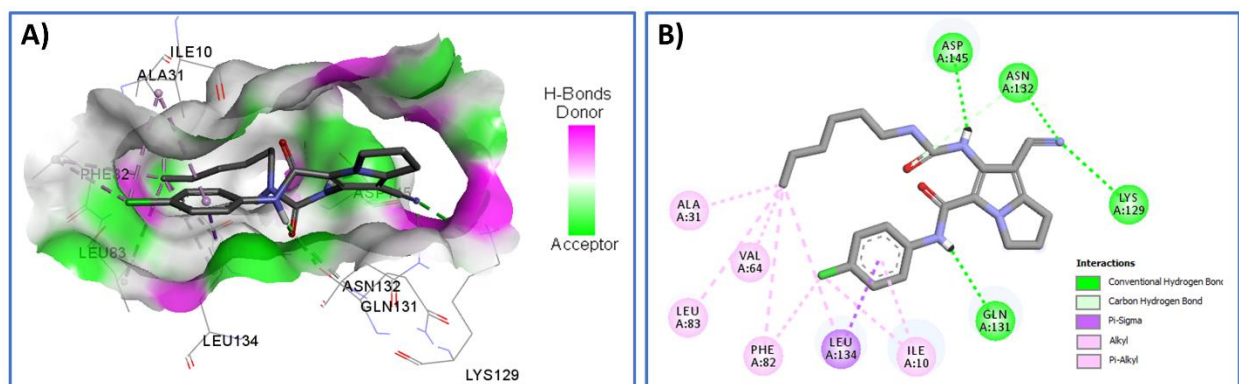 A)
ILE10
ALA31
PHE82
LEU83
LEU134
ASN132
GLN131
LYS129
H-Bonds
Donor
Acceptor
B)
ASP
A:145
ASN
A:132
LYS
A:129
ALA
A:31
VAL
A:64
LEU
A:83
PHE
A:82
LEU
A:134
ILE
A:10
GLN
A:131
Interactions
Conventional Hydrogen Bond
Carbon Hydrogen Bond
Pi-Sigma
Alkyl
Pi-Alkyl